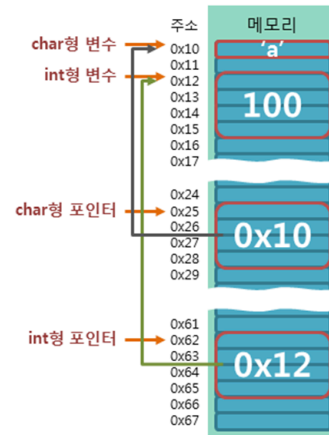 주소 메모리
char형 변수 0x10 'a'
0x11
int형 변수 0x12
0x13
0x14 100
0x15
0x16
0x17
0x24
char형 포인터 0x25
0x26
0x27 0x10
0x28
0x29
0x61
int형 포인터 0x62
0x63
0x64 0x12
0x65
0x66
0x67